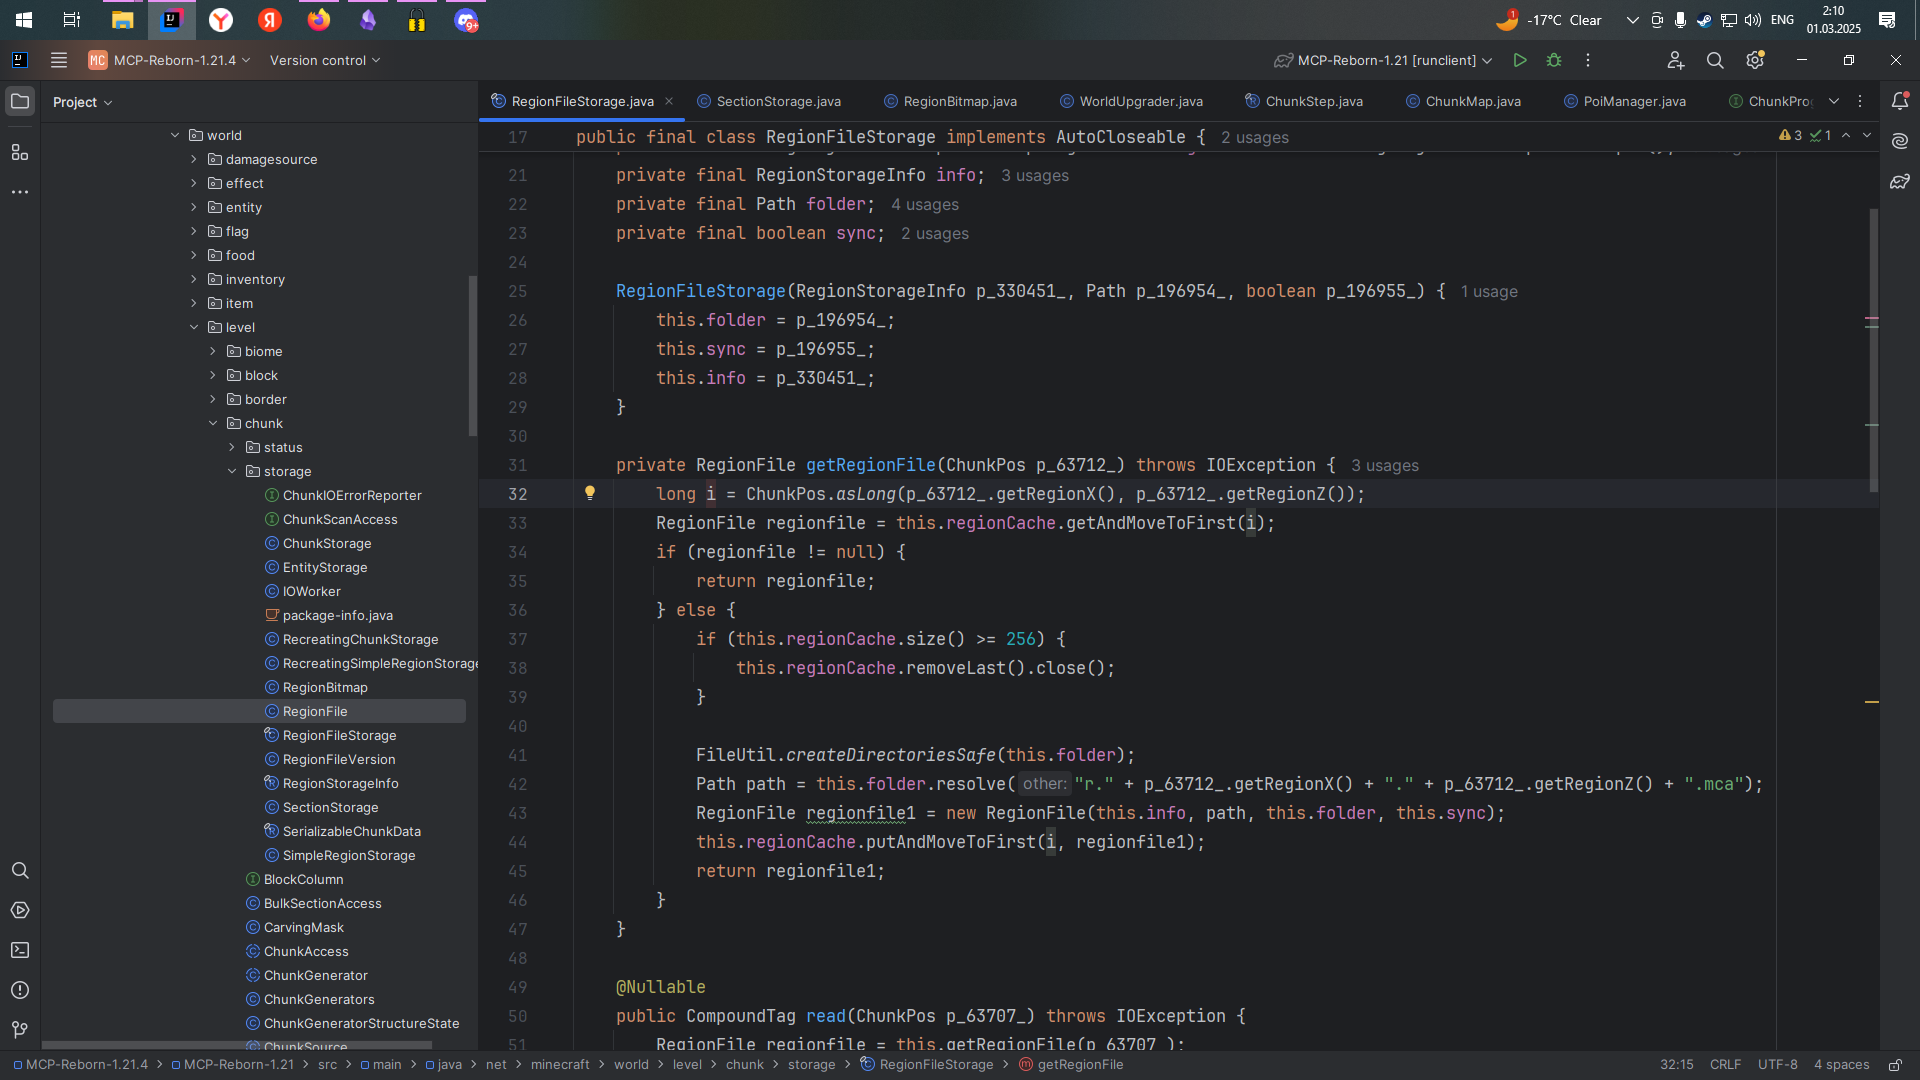 -17°C Clear
ENG
2:10
01.03.2025
9+
1
MC MCP-Reborn-1.21.4
Version control
MCP-Reborn-1.21 [runclient]
Project
RegionFileStorage.java
SectionStorage.java
RegionBitmap.java
WorldUpgrader.java
ChunkStep.java
ChunkMap.java
PoiManager.java
ChunkPro
world
damagesource
effect
entity
flag
food
inventory
item
level
biome
block
border
chunk
status
storage
ChunkIOErrorReporter
ChunkScanAccess
ChunkStorage
EntityStorage
IOWorker
package-info.java
RecreatingChunkStorage
RecreatingSimpleRegionStorage
RegionBitmap
RegionFile
RegionFileStorage
RegionFileVersion
RegionStorageInfo
SectionStorage
SerializableChunkData
SimpleRegionStorage
BlockColumn
BulkSectionAccess
CarvingMask
ChunkAccess
ChunkGenerator
ChunkGenerators
ChunkGeneratorStructureState
ChunkSource
17 public final class RegionFileStorage implements AutoCloseable { 2 usages
3 1
21 private final RegionStorageInfo info; 3 usages
22 private final Path folder; 4 usages
23 private final boolean sync; 2 usages
24
25 RegionFileStorage(RegionStorageInfo p_330451_, Path p_196954_, boolean p_196955_) { 1 usage
26 this.folder = p_196954_;
27 this.sync = p_196955_;
28 this.info = p_330451_;
29 }
30
31 private RegionFile getRegionFile(ChunkPos p_63712_) throws IOException { 3 usages
32 long i = ChunkPos.asLong(p_63712_.getRegionX(), p_63712_.getRegionZ());
33 RegionFile regionfile = this.regionCache.getAndMoveToFirst(i);
34 if (regionfile != null) {
35 return regionfile;
36 } else {
37 if (this.regionCache.size() >= 256) {
38 this.regionCache.removeLast().close();
39 }
40
41 FileUtil.createDirectoriesSafe(this.folder);
42 Path path = this.folder.resolve( other: "r." + p_63712_.getRegionX() + "." + p_63712_.getRegionZ() + ".mca");
43 RegionFile regionfile1 = new RegionFile(this.info, path, this.folder, this.sync);
44 this.regionCache.putAndMoveToFirst(i, regionfile1);
45 return regionfile1;
46 }
47 }
48
49 @Nullable
50 public CompoundTag read(ChunkPos p_63707_) throws IOException {
51 RegionFile regionfile = this.getRegionFile(p_63707_);
MCP-Reborn-1.21.4 > MCP-Reborn-1.21 > src > main > java > net > minecraft > world > level > chunk > storage > RegionFileStorage > getRegionFile
32:15 CRLF UTF-8 4 spaces